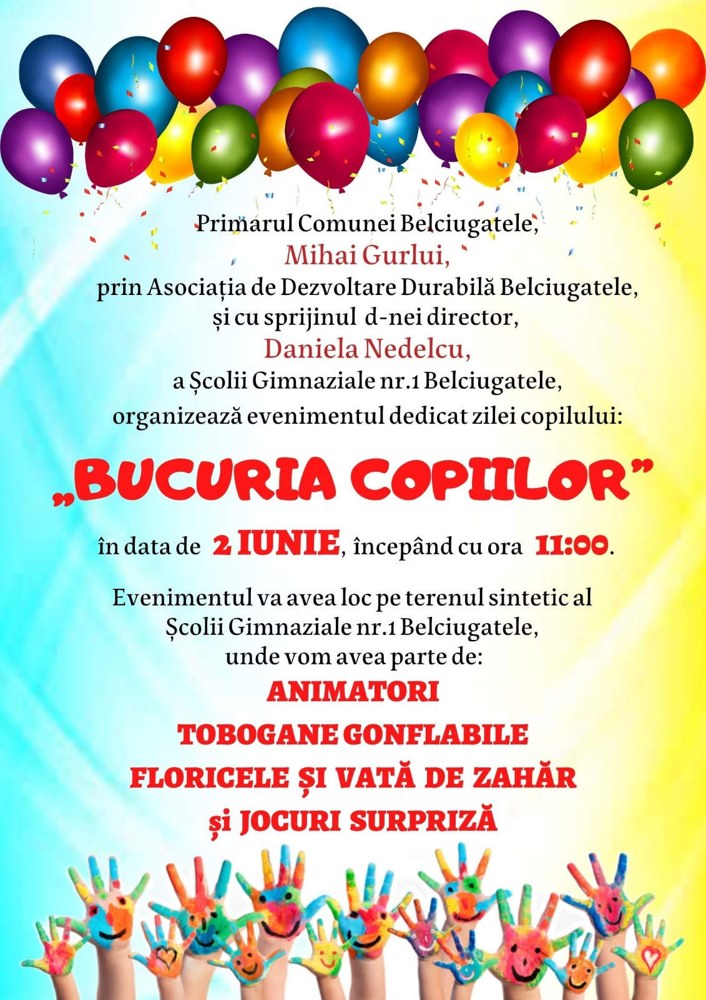 Primarul Comunei Belciugatele,
Mihai Gurlui,
prin Asociația de Dezvoltare Durabilă Belciugatele,
și cu sprijinul d-nei director,
Daniela Nedelcu,
a Școlii Gimnaziale nr.1 Belciugatele,
organizează evenimentul dedicat zilei copilului:
„BUCURIA COPIILOR”
în data de 2 IUNIE, începând cu ora 11:00.
Evenimentul va avea loc pe terenul sintetic al
Școlii Gimnaziale nr.1 Belciugatele,
unde vom avea parte de:
ANIMATORI
TOBOGANE GONFLABILE
FLORICELE ȘI VATĂ DE ZAHĂR
și JOCURI SURPRIZĂ